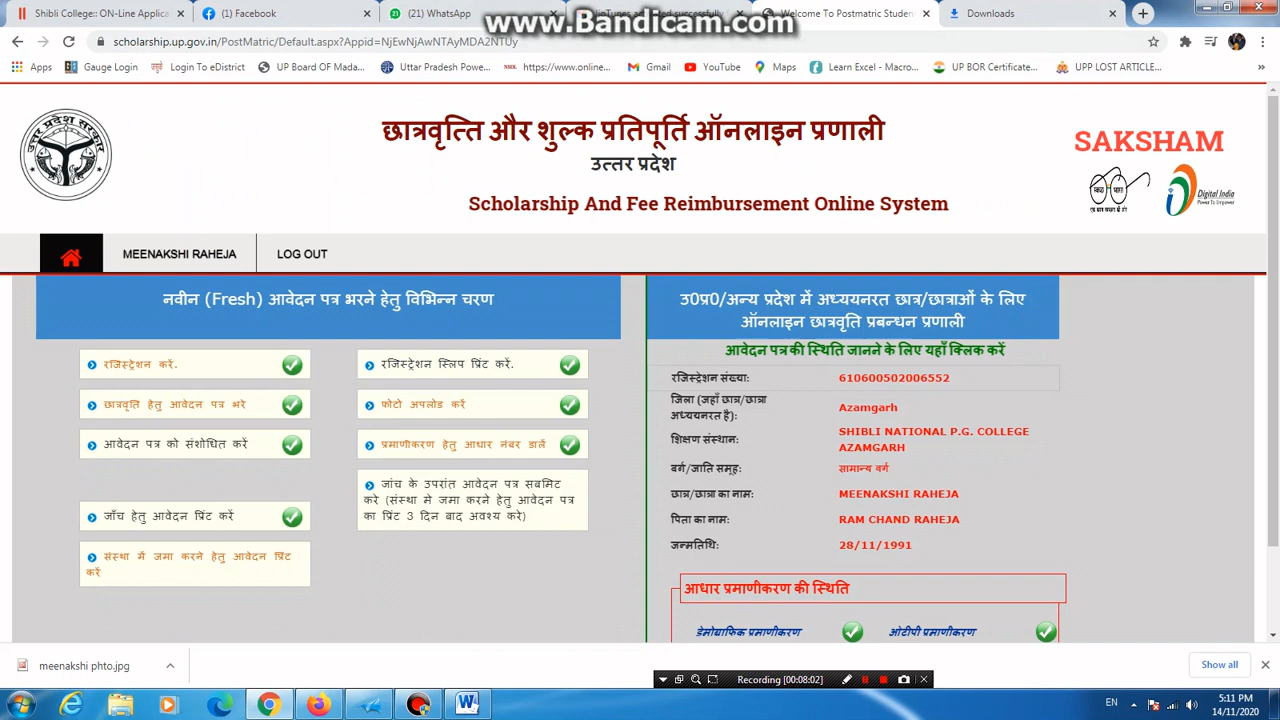 Shibli College: ON-Line Applica
(1) Facebook
(21) WhatsApp
www.Bandicam.com
Welcome To Postmatric Studen
Downloads
scholarship.up.gov.in/PostMatric/Default.aspx?Appid=NjEwNjAwNTAyMDA2NTUy
Apps
Gauge Login
Login To eDistrict
UP Board OF Mada...
Uttar Pradesh Powe...
NSDL
https://www.online...
Gmail
YouTube
Maps
Learn Excel - Macro...
UP BOR Certificate...
UPP LOST ARTICLE...
»
छात्रवृत्ति और शुल्क प्रतिपूर्ति ऑनलाइन प्रणाली
उत्तर प्रदेश
Scholarship And Fee Reimbursement Online System
SAKSHAM
Digital India
Power To Empower
MEENAKSHI RAHEJA
LOG OUT
नवीन (Fresh) आवेदन पत्र भरने हेतु विभिन्न चरण
रजिस्ट्रेशन करें.
रजिस्ट्रेशन स्लिप प्रिंट करें.
छात्रवृति हेतु आवेदन पत्र भरे
फोटो अपलोड करें
आवेदन पत्र को संशोधित करें
प्रमाणीकरण हेतु आधार नंबर डालें
जाँच हेतु आवेदन प्रिंट करें
जांच के उपरांत आवेदन पत्र सबमिट
करे (संस्था मे जमा करने हेतु आवेदन पत्र
का प्रिंट 3 दिन बाद अवश्य करे)
संस्था में जमा करने हेतु आवेदन प्रिंट
करें
उ0प्र0/अन्य प्रदेश में अध्ययनरत छात्र/छात्राओं के लिए
ऑनलाइन छात्रवृति प्रबन्धन प्रणाली
आवेदन पत्र की स्थिति जानने के लिए यहाँ क्लिक करें
रजिस्ट्रेशन संख्या: 610600502006552
जिला (जहाँ छात्र/छात्रा
अध्ययनरत है): Azamgarh
शिक्षण संस्थान: SHIBLI NATIONAL P.G. COLLEGE
AZAMGARH
वर्ग/जाति समूह: सामान्य वर्ग
छात्र/छात्रा का नाम: MEENAKSHI RAHEJA
पिता का नाम: RAM CHAND RAHEJA
जन्मतिथि: 28/11/1991
आधार प्रमाणीकरण की स्थिति
डेमोग्राफिक प्रमाणीकरण
ओटीपी प्रमाणीकरण
meenakshi phto.jpg
Show all
Recording [00:08:02]
EN
5:11 PM
14/11/2020